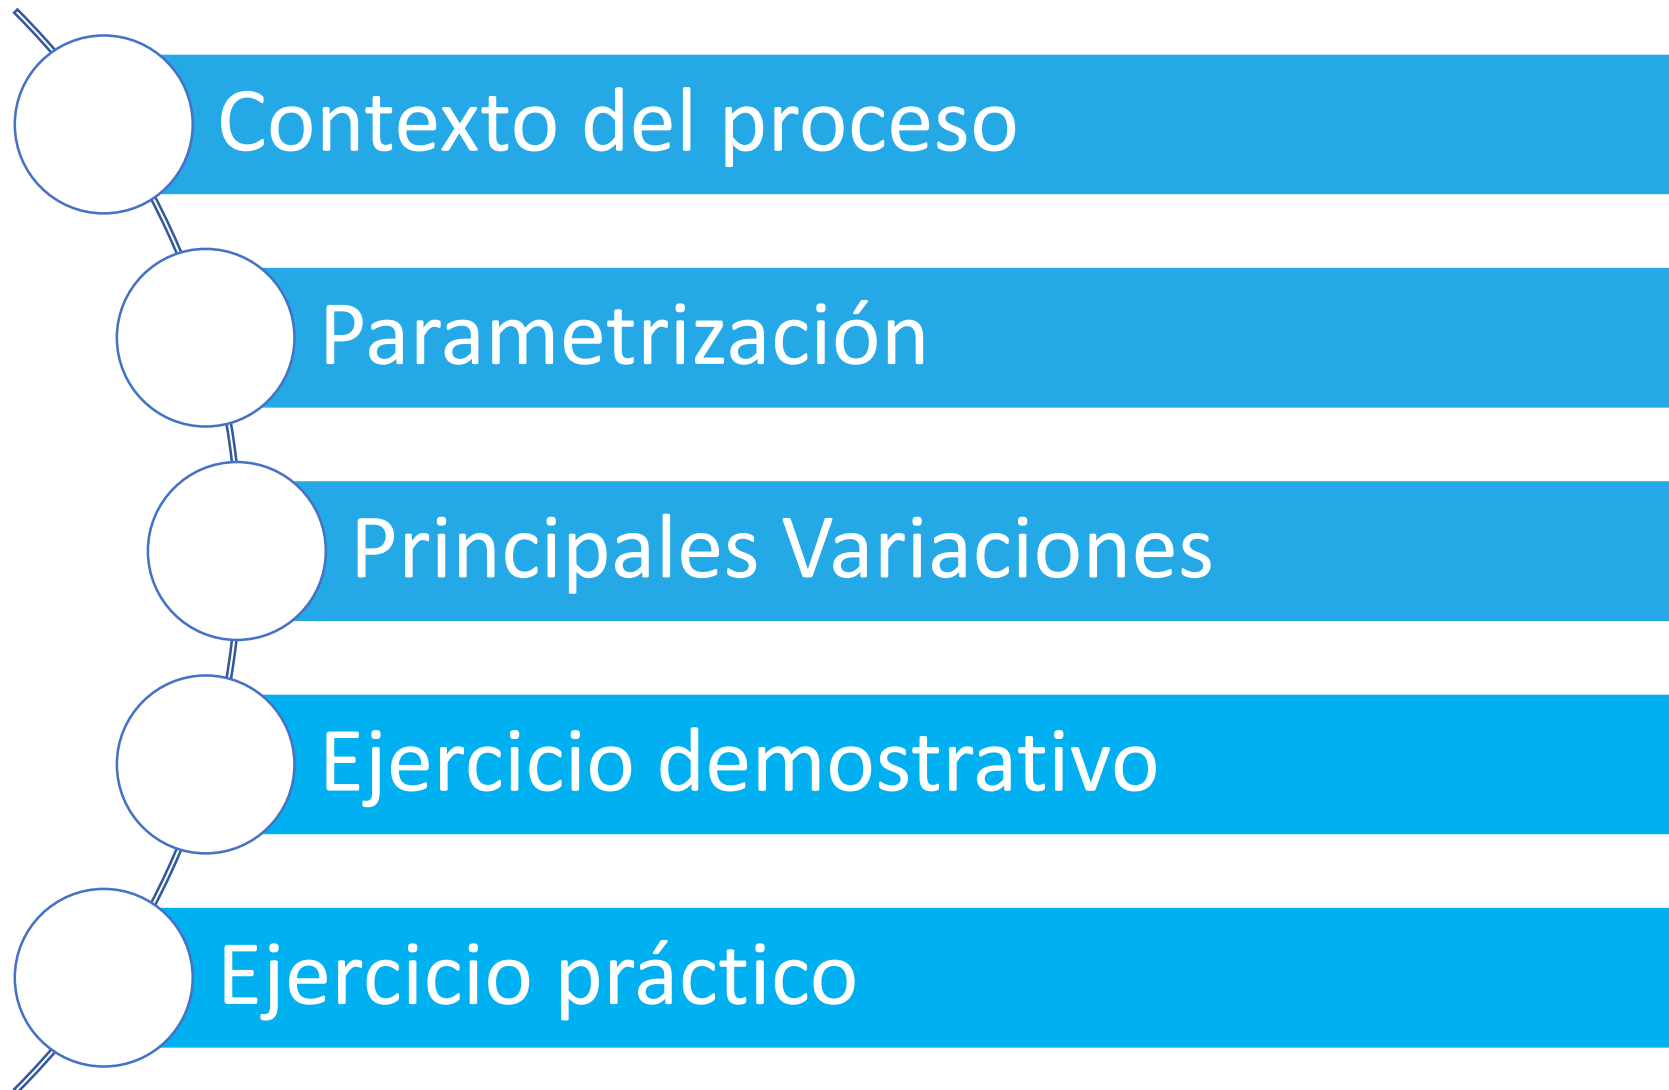 Contexto del proceso
Parametrización
Principales Variaciones
Ejercicio demostrativo
Ejercicio práctico